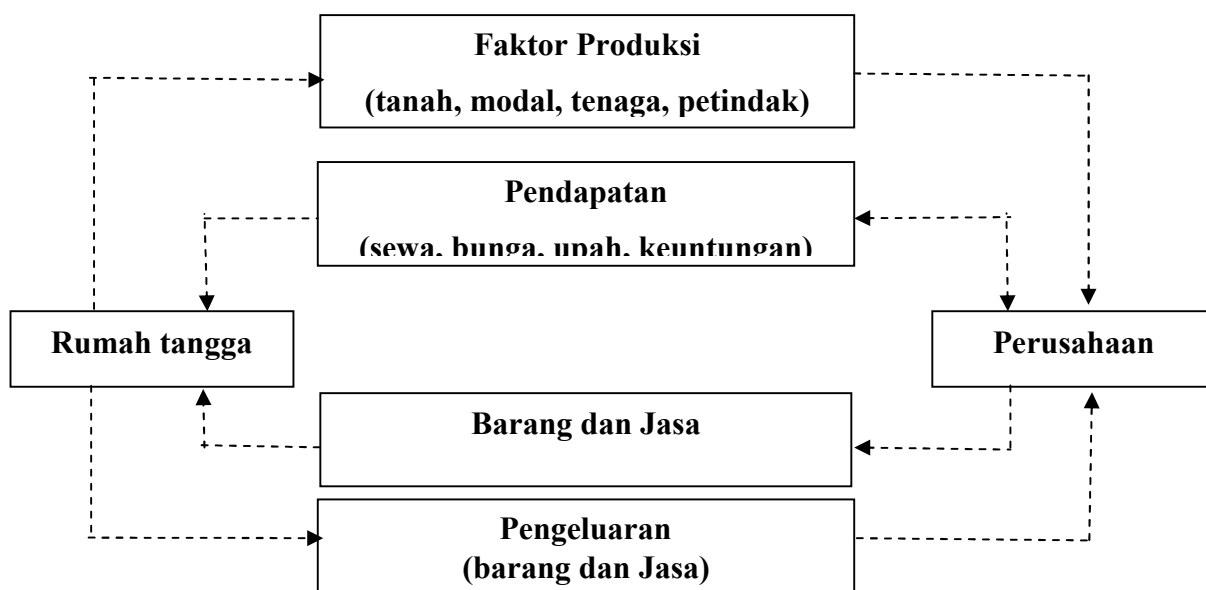 Faktor Produksi
(tanah, modal, tenaga, petindak)
Pendapatan
(sewa, bunga, upah, keuntungan)
Rumah tangga
Perusahaan
Barang dan Jasa
Pengeluaran
(barang dan Jasa)